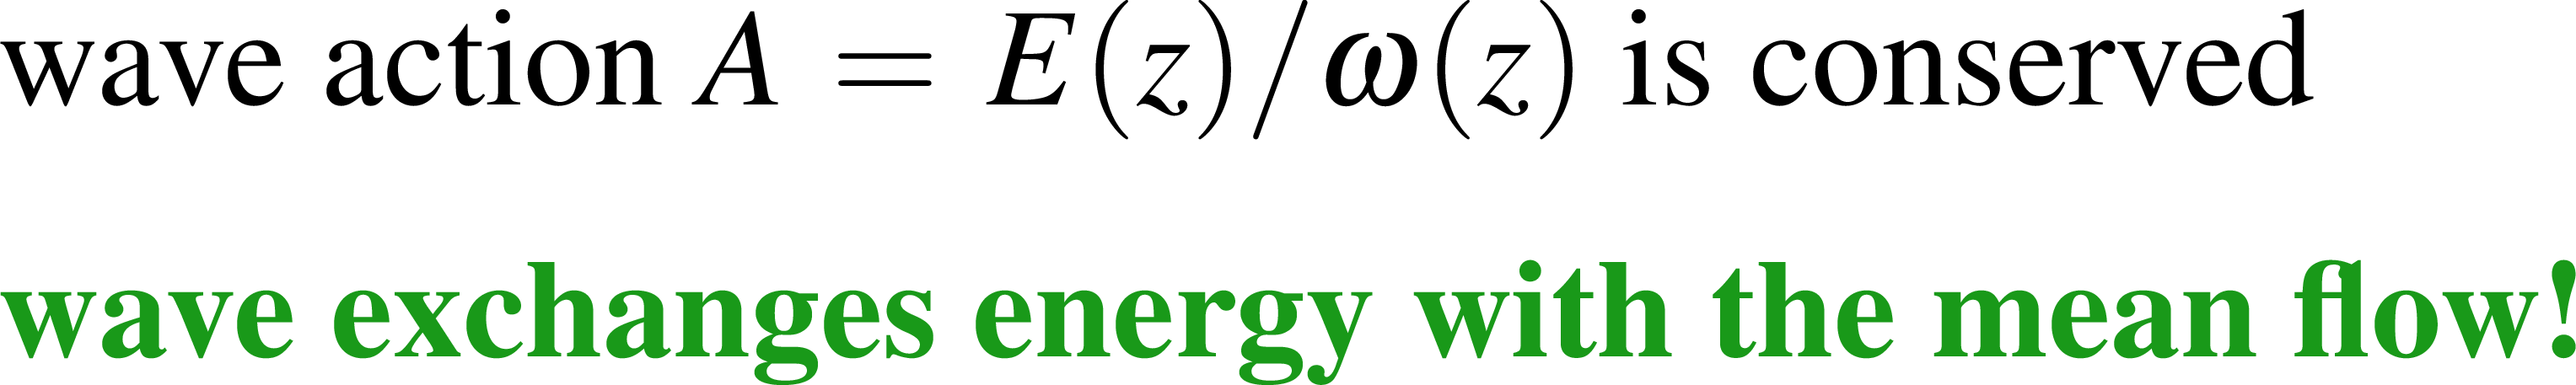 wave action A = E(z)/ω(z) is conserved
wave exchanges energy with the mean flow!